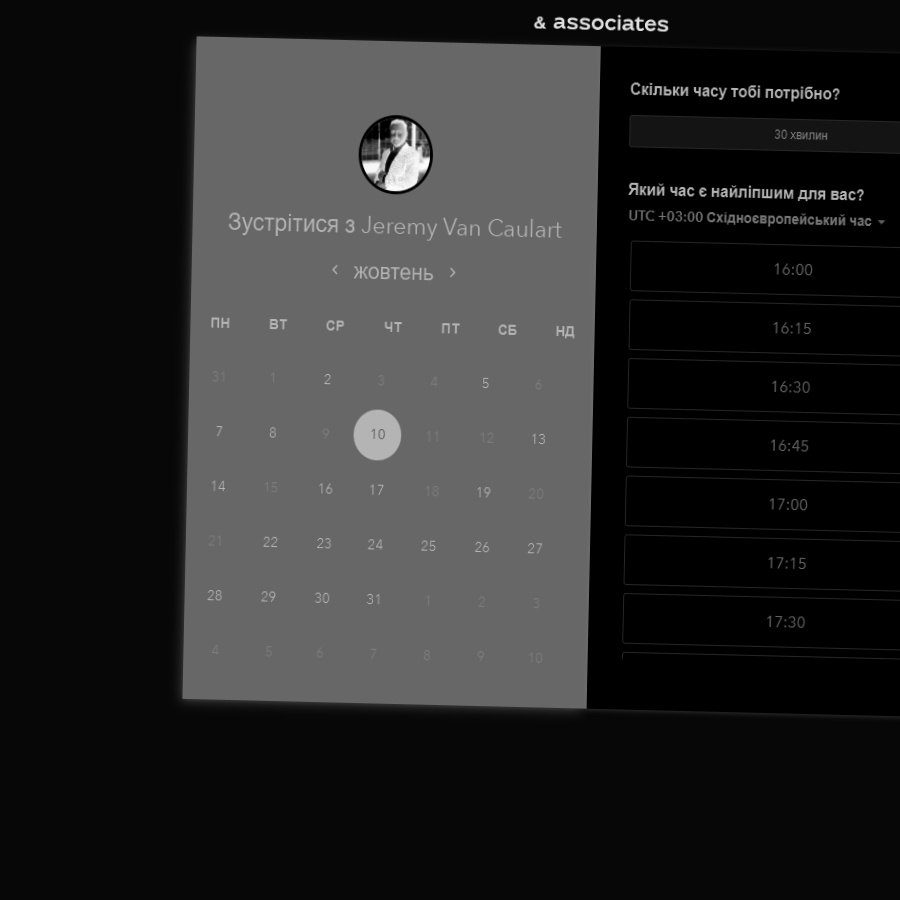 & associates
Зустрітися з Jeremy Van Caulart
‹ жовтень ›
ПН ВТ СР ЧТ ПТ СБ НД
31 1 2 3 4 5 6
7 8 9 10 11 12 13
14 15 16 17 18 19 20
21 22 23 24 25 26 27
28 29 30 31 1 2 3
4 5 6 7 8 9 10
Скільки часу тобі потрібно?
30 хвилин
Який час є найліпшим для вас?
UTC +03:00 Східноєвропейський час
16:00
16:15
16:30
16:45
17:00
17:15
17:30